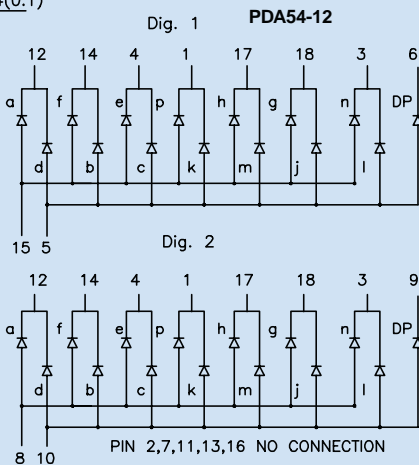 (0.1)
Dig. 1 PDA54-12
12 14 4 1 17 18 3 6
a f e p h g n DP
d b c k m j l
15 5
Dig. 2
12 14 4 1 17 18 3 9
a f e p h g n DP
d b c k m j l
8 10 PIN 2,7,11,13,16 NO CONNECTION